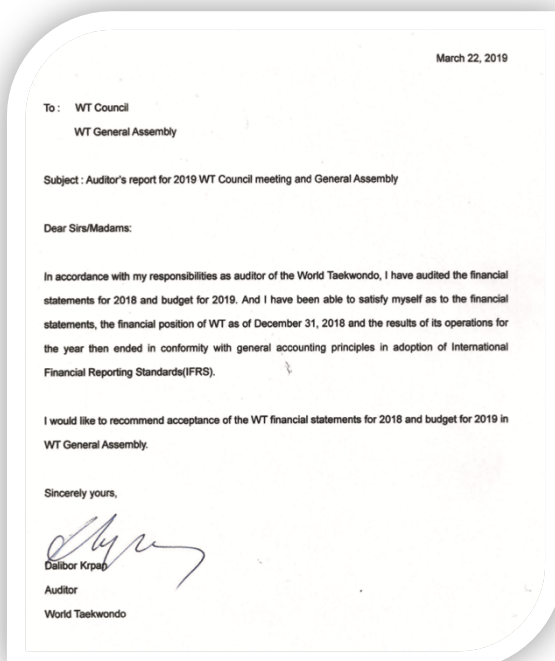 March 22, 2019
To : WT Council
WT General Assembly
Subject : Auditor's report for 2019 WT Council meeting and General Assembly
Dear Sirs/Madams:
In accordance with my responsibilities as auditor of the World Taekwondo, I have audited the financial
statements for 2018 and budget for 2019. And I have been able to satisfy myself as to the financial
statements, the financial position of WT as of December 31, 2018 and the results of its operations for
the year then ended in conformity with general accounting principles in adoption of International
Financial Reporting Standards(IFRS).
I would like to recommend acceptance of the WT financial statements for 2018 and budget for 2019 in
WT General Assembly.
Sincerely yours,
Dalibor Krpan
Auditor
World Taekwondo